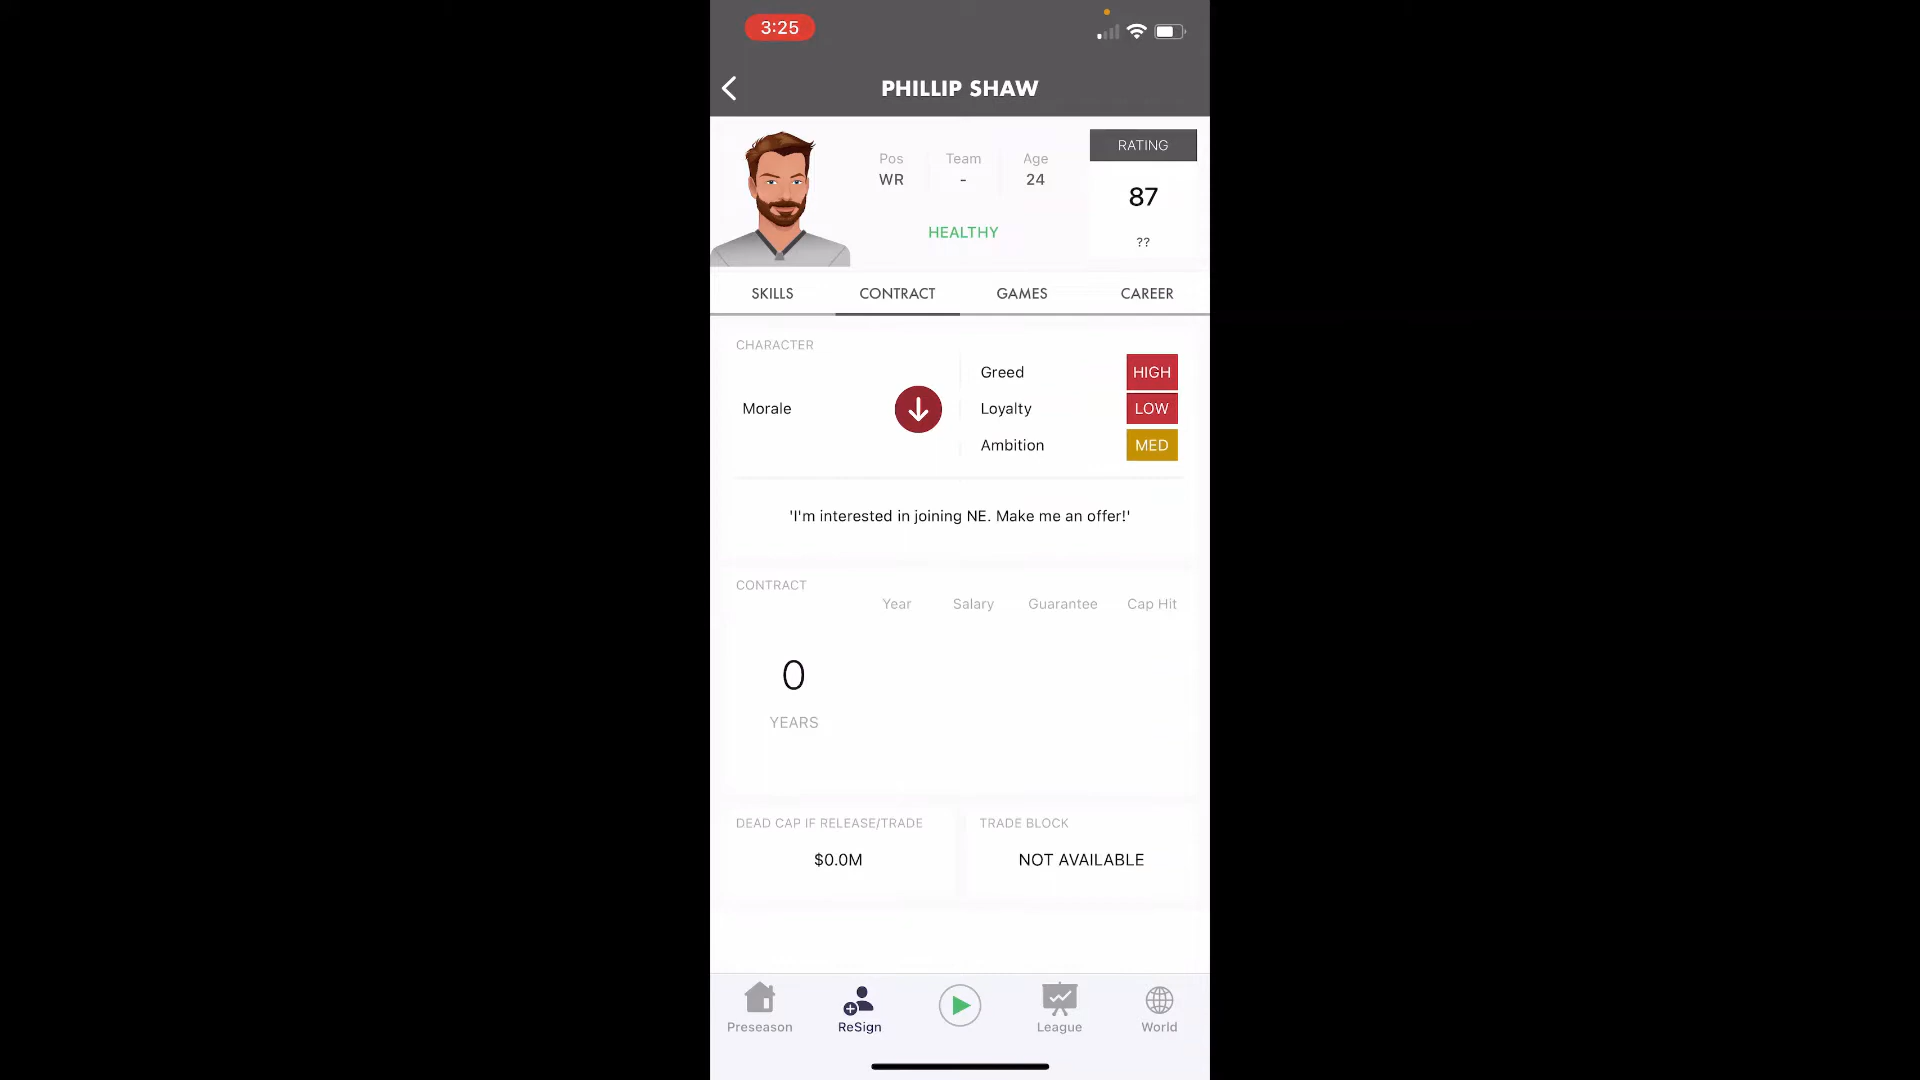 3:25
PHILLIP SHAW
Pos Team Age
WR - 24
HEALTHY
RATING
87
??
SKILLS CONTRACT GAMES CAREER
CHARACTER
Morale
Greed HIGH
Loyalty LOW
Ambition MED
'I'm interested in joining NE. Make me an offer!'
CONTRACT
Year Salary Guarantee Cap Hit
0
YEARS
DEAD CAP IF RELEASE/TRADE
$0.0M
TRADE BLOCK
NOT AVAILABLE
Preseason ReSign League World